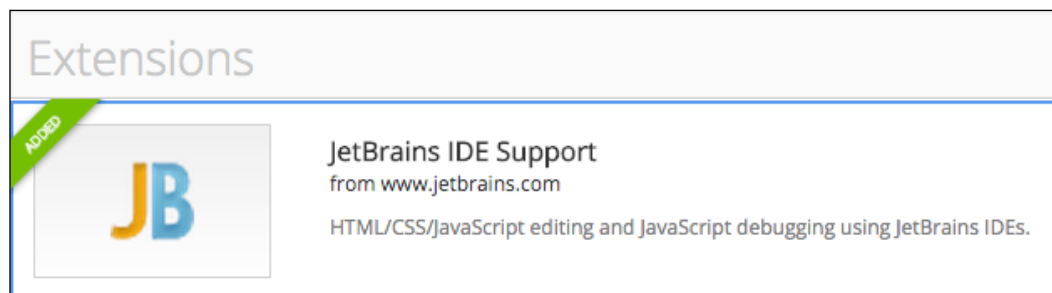 Extensions
ADDED
JB
JetBrains IDE Support
from www.jetbrains.com
HTML/CSS/JavaScript editing and JavaScript debugging using JetBrains IDEs.